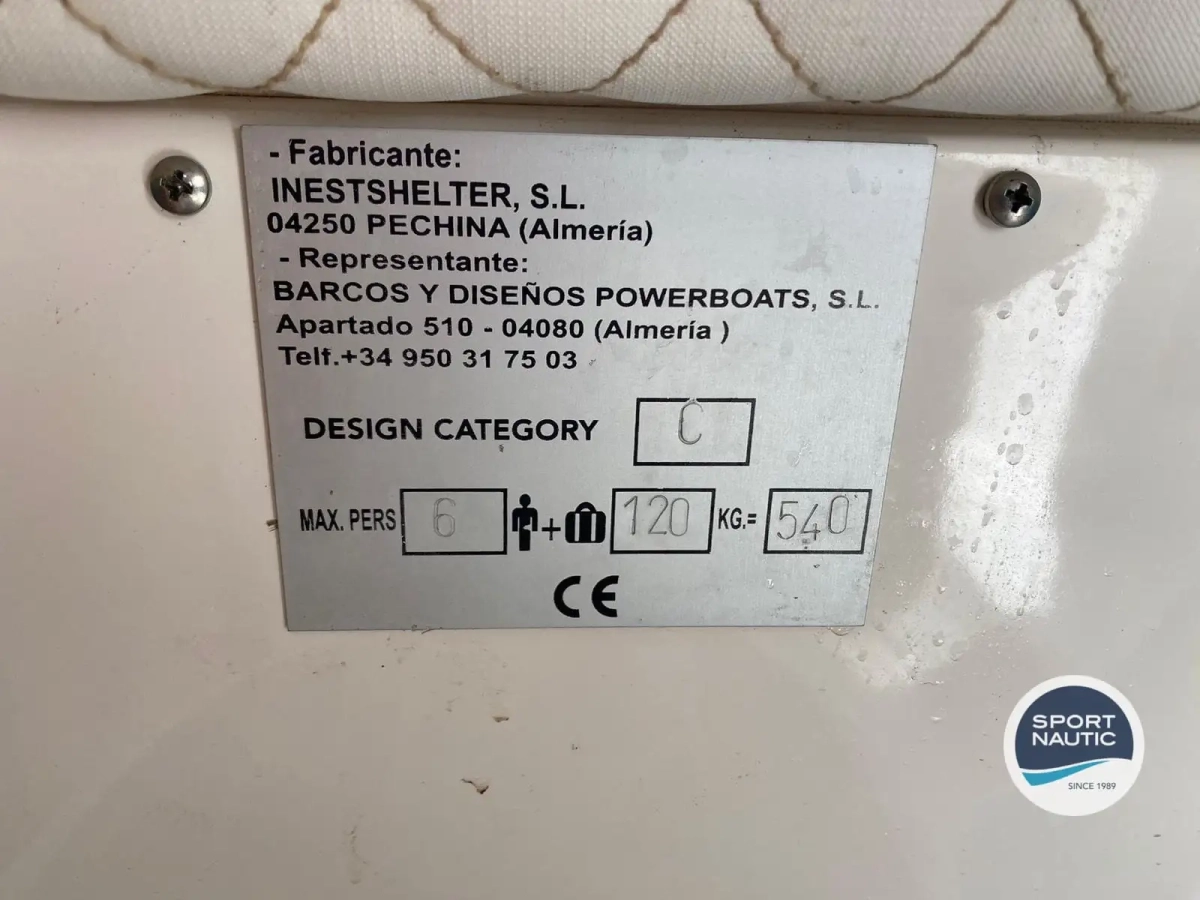 - Fabricante:
INESTSHELTER, S.L.
04250 PECHINA (Almería)
- Representante:
BARCOS Y DISEÑOS POWERBOATS, S.L.
Apartado 510 - 04080 (Almería )
Telf.+34 950 31 75 03
DESIGN CATEGORY C
MAX. PERS 6 + 120 KG.= 540
CE
SPORT
NAUTIC
SINCE 1989